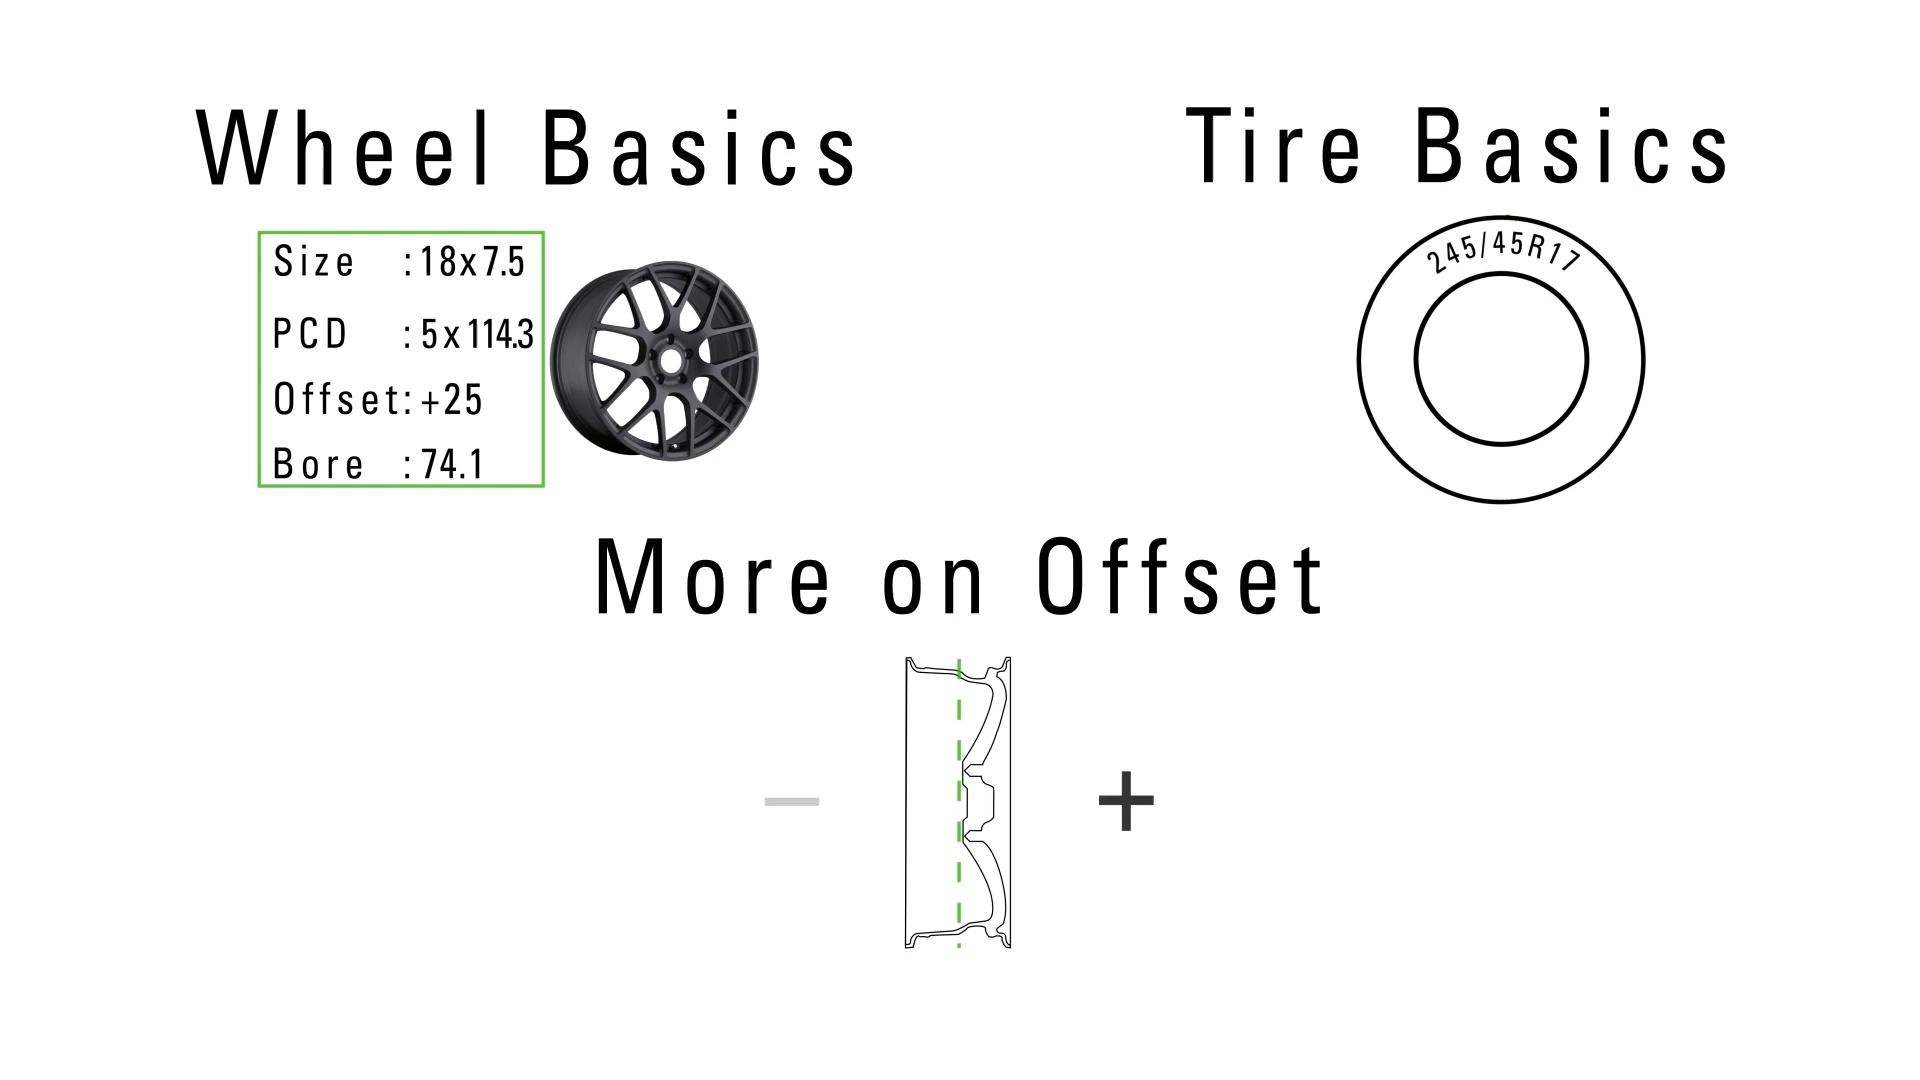 Wheel Basics
Size :18x7.5
PCD :5x114.3
Offset:+25
Bore :74.1
Tire Basics
245/45R17
More on Offset
− +